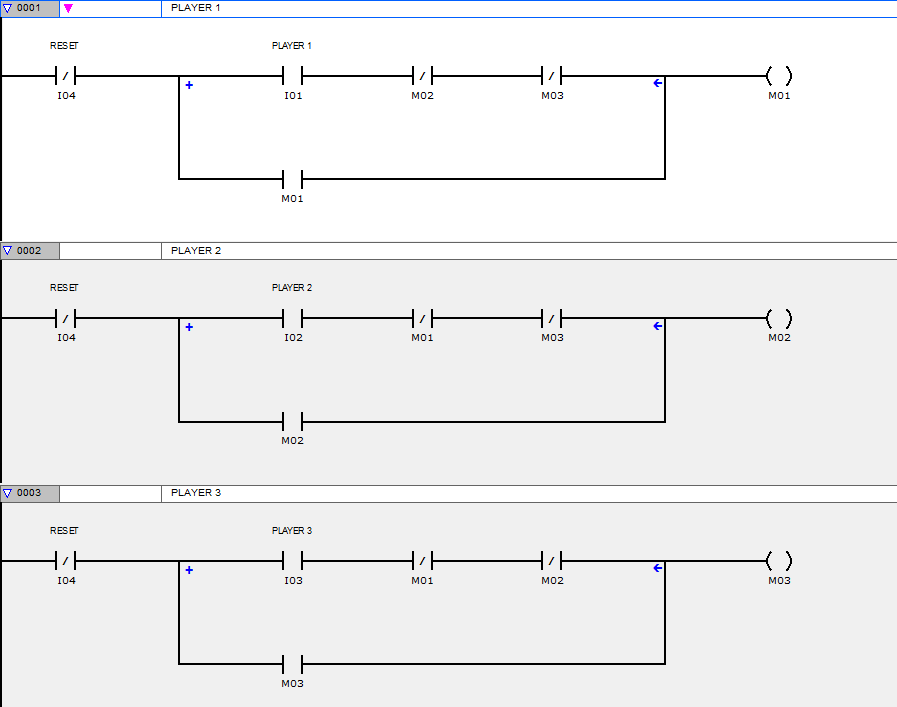 0001 PLAYER 1
RESET PLAYER 1
I04 I01 M02 M03 M01
M01
0002 PLAYER 2
RESET PLAYER 2
I04 I02 M01 M03 M02
M02
0003 PLAYER 3
RESET PLAYER 3
I04 I03 M01 M02 M03
M03